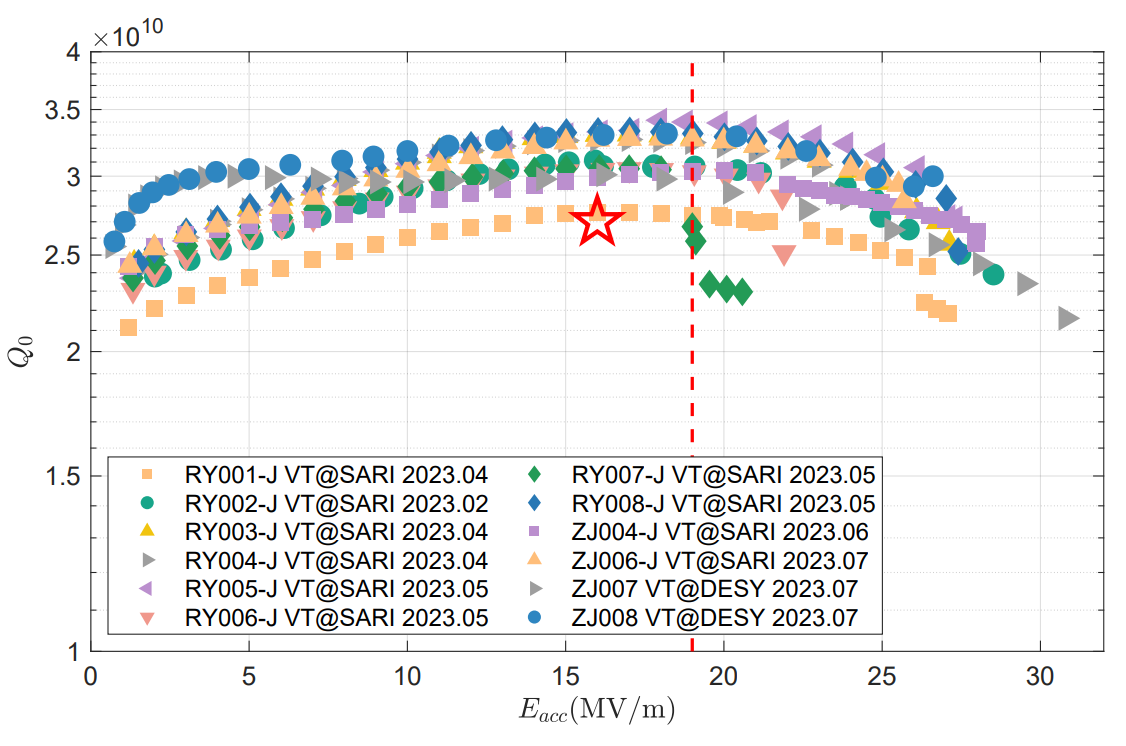 ×10^10
4
3.5
3
2.5
2
1.5
1
Q_0
RY001-J VT@SARI 2023.04
RY002-J VT@SARI 2023.02
RY003-J VT@SARI 2023.04
RY004-J VT@SARI 2023.04
RY005-J VT@SARI 2023.05
RY006-J VT@SARI 2023.05
RY007-J VT@SARI 2023.05
RY008-J VT@SARI 2023.05
ZJ004-J VT@SARI 2023.06
ZJ006-J VT@SARI 2023.07
ZJ007 VT@DESY 2023.07
ZJ008 VT@DESY 2023.07
0 5 10 15 20 25 30
E_acc(MV/m)